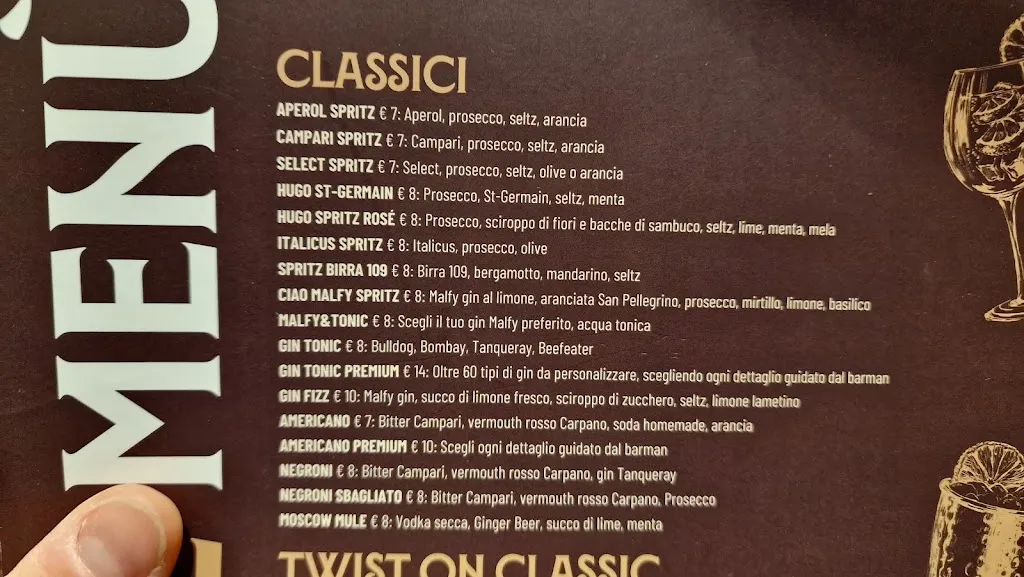 MENÙ
CLASSICI
APEROL SPRITZ € 7: Aperol, prosecco, seltz, arancia
CAMPARI SPRITZ € 7: Campari, prosecco, seltz, arancia
SELECT SPRITZ € 7: Select, prosecco, seltz, olive o arancia
HUGO ST-GERMAIN € 8: Prosecco, St-Germain, seltz, menta
HUGO SPRITZ ROSÉ € 8: Prosecco, sciroppo di fiori e bacche di sambuco, seltz, lime, menta, mela
ITALICUS SPRITZ € 8: Italicus, prosecco, olive
SPRITZ BIRRA 109 € 8: Birra 109, bergamotto, mandarino, seltz
CIAO MALFY SPRITZ € 8: Malfy gin al limone, aranciata San Pellegrino, prosecco, mirtillo, limone, basilico
MALFY&TONIC € 8: Scegli il tuo gin Malfy preferito, acqua tonica
GIN TONIC € 8: Bulldog, Bombay, Tanqueray, Beefeater
GIN TONIC PREMIUM € 14: Oltre 60 tipi di gin da personalizzare, scegliendo ogni dettaglio guidato dal barman
GIN FIZZ € 10: Malfy gin, succo di limone fresco, sciroppo di zucchero, seltz, limone lametino
AMERICANO € 7: Bitter Campari, vermouth rosso Carpano, soda homemade, arancia
AMERICANO PREMIUM € 10: Scegli ogni dettaglio guidato dal barman
NEGRONI € 8: Bitter Campari, vermouth rosso Carpano, gin Tanqueray
NEGRONI SBAGLIATO € 8: Bitter Campari, vermouth rosso Carpano, Prosecco
MOSCOW MULE € 8: Vodka secca, Ginger Beer, succo di lime, menta
TWIST ON CLASSIC